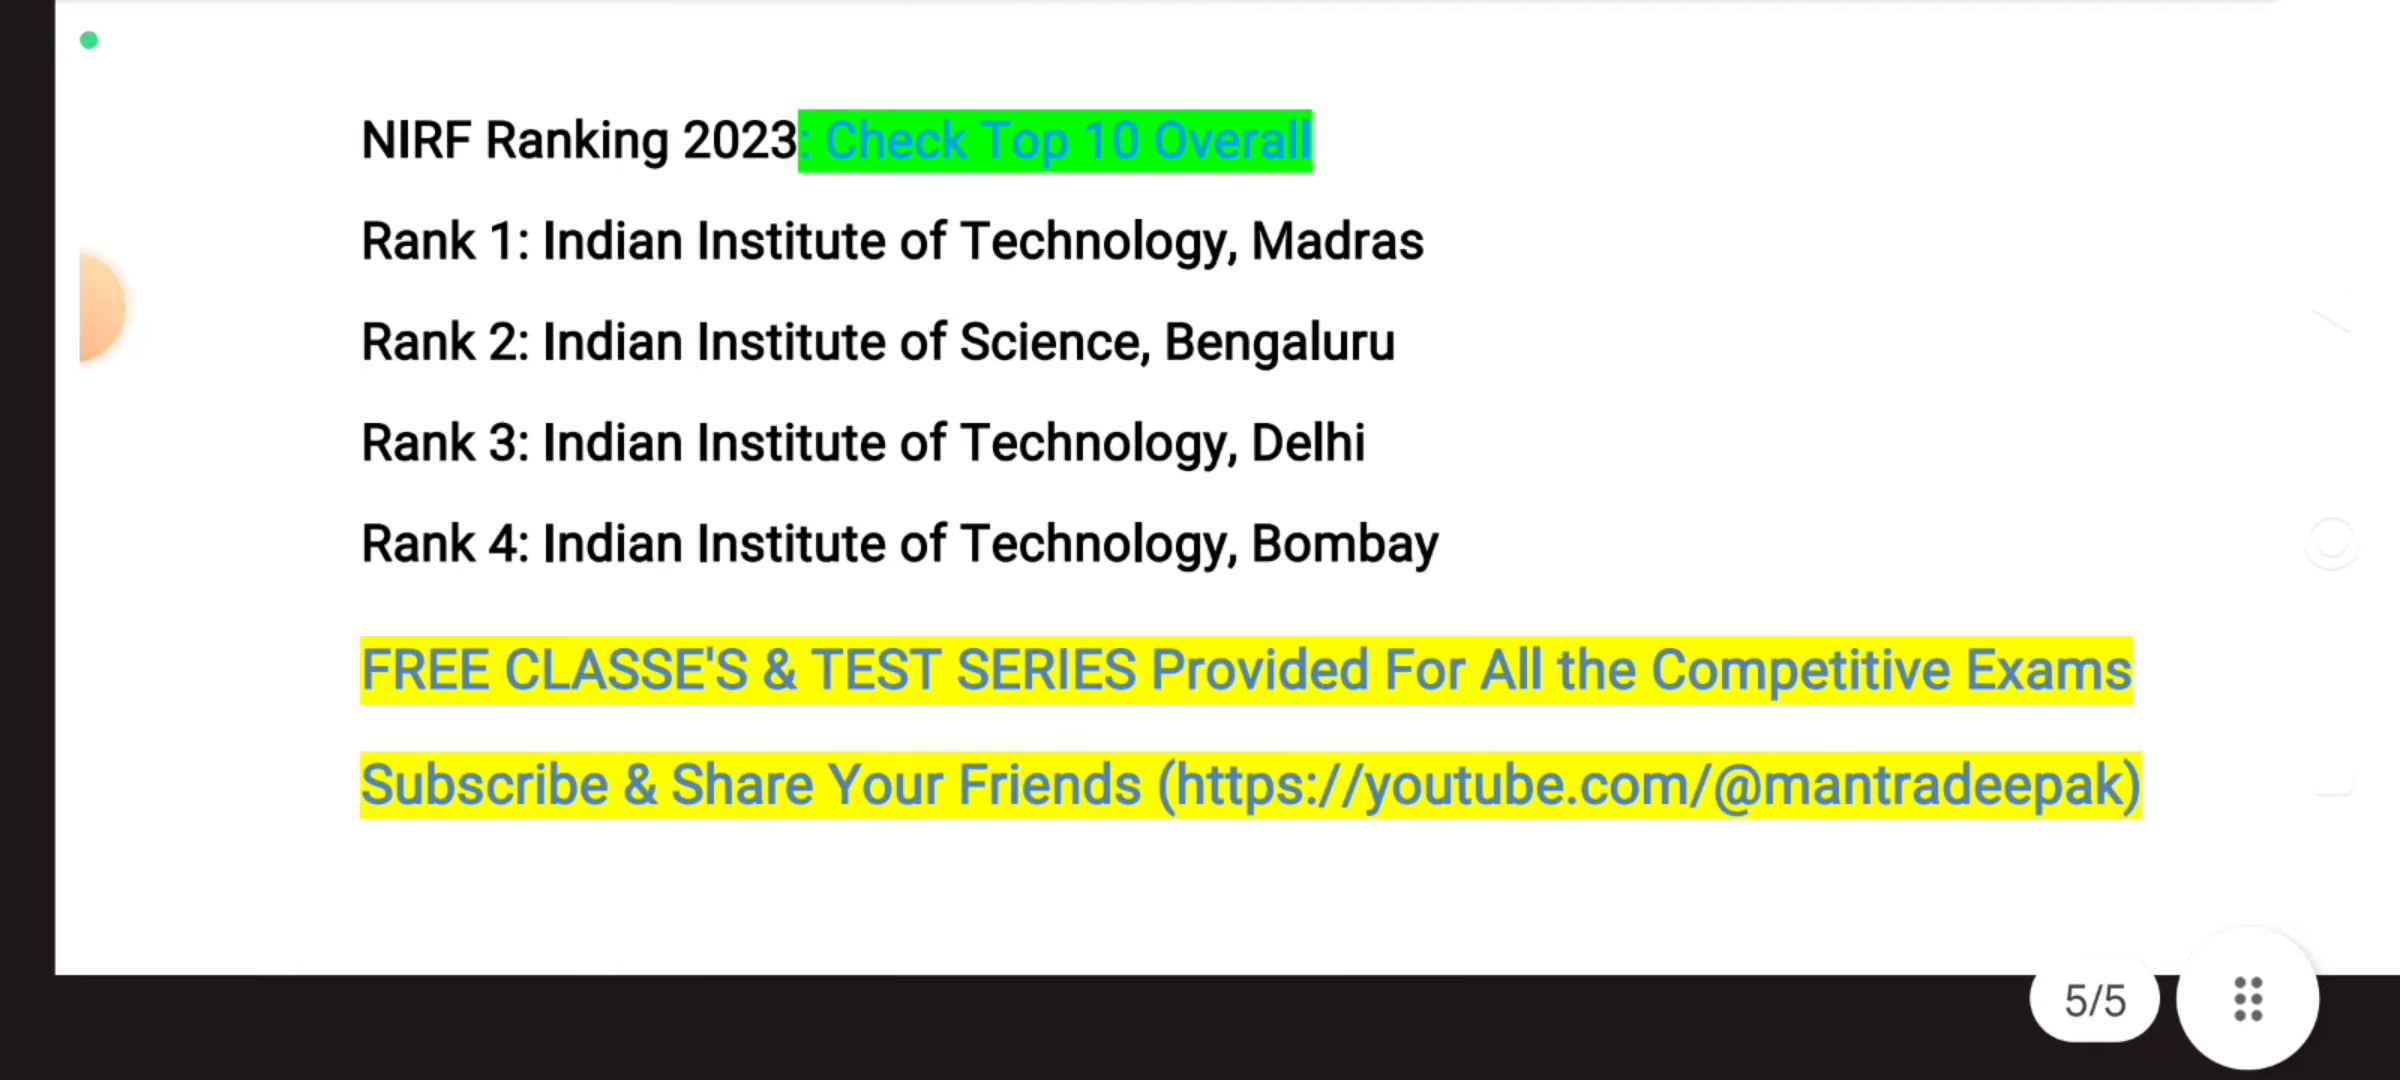 NIRF Ranking 2023: Check Top 10 Overall
Rank 1: Indian Institute of Technology, Madras
Rank 2: Indian Institute of Science, Bengaluru
Rank 3: Indian Institute of Technology, Delhi
Rank 4: Indian Institute of Technology, Bombay
FREE CLASSE'S & TEST SERIES Provided For All the Competitive Exams
Subscribe & Share Your Friends (https://youtube.com/@mantradeepak)
5/5